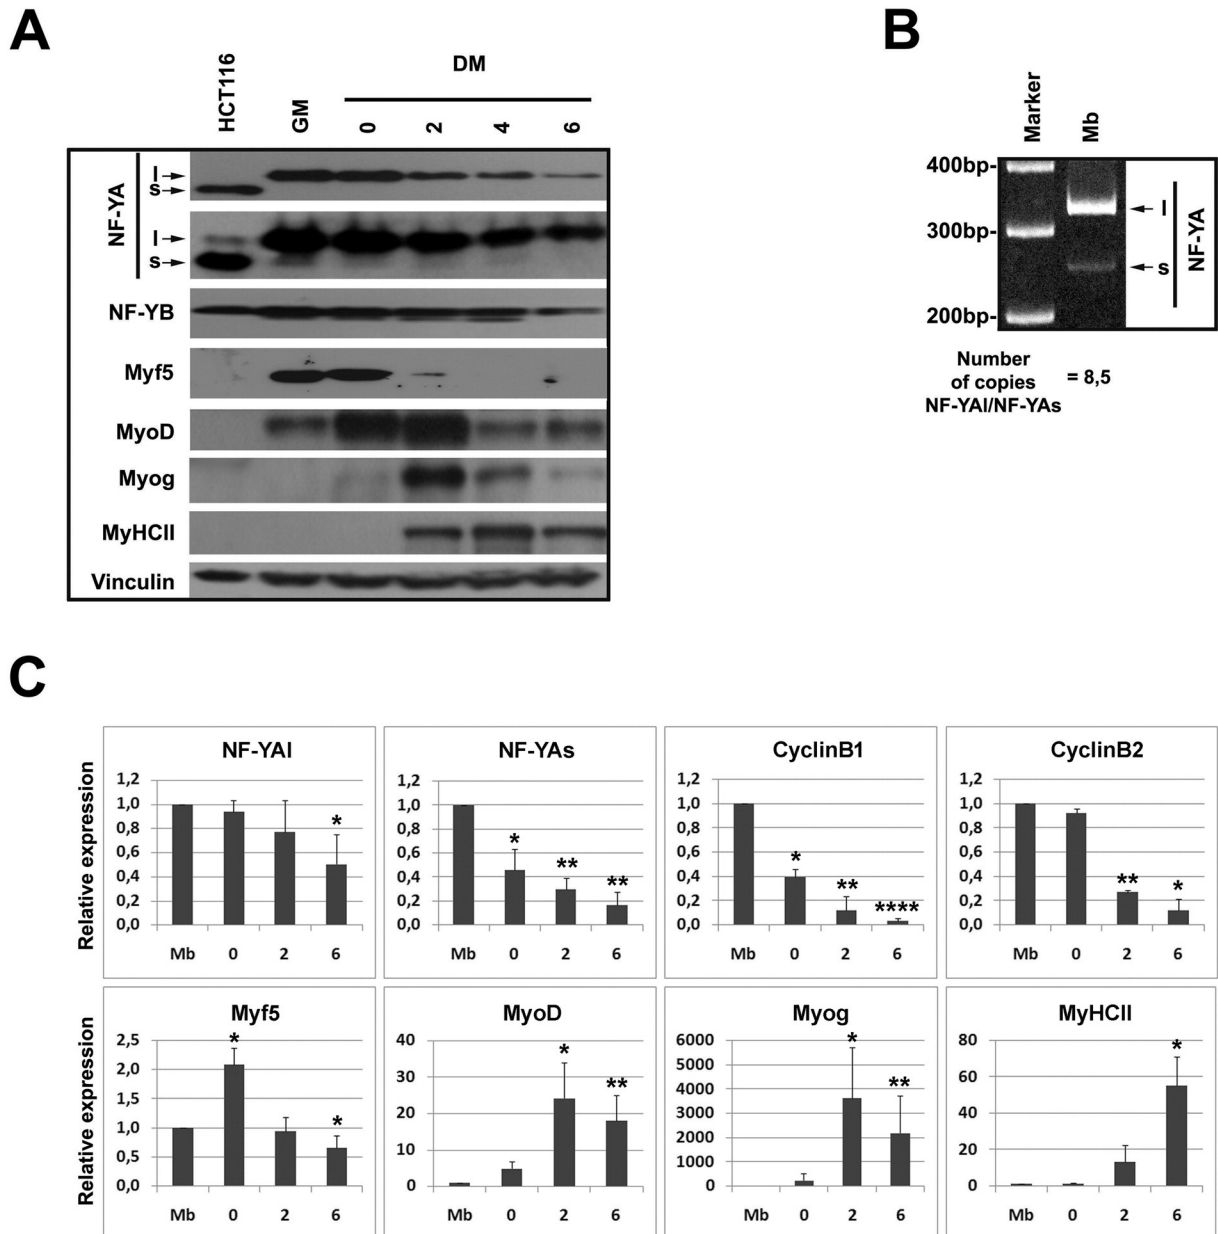 A
HCT116
GM
DM
0
2
4
6
NF-YA
l
s
l
s
NF-YB
Myf5
MyoD
Myog
MyHCII
Vinculin
B
Marker
Mb
400bp-
300bp-
200bp-
l
s
NF-YA
Number
of copies
NF-YAl/NF-YAs
= 8,5
C
Relative expression
NF-YAl
1,2
1,0
0,8
0,6
0,4
0,2
0,0
*
Mb 0 2 6
NF-YAs
1,2
1,0
0,8
0,6
0,4
0,2
0,0
* ** **
Mb 0 2 6
CyclinB1
1,2
1,0
0,8
0,6
0,4
0,2
0,0
* ** ****
Mb 0 2 6
CyclinB2
1,2
1,0
0,8
0,6
0,4
0,2
0,0
** *
Mb 0 2 6
Relative expression
Myf5
2,5
2,0
1,5
1,0
0,5
0,0
* *
Mb 0 2 6
MyoD
40
30
20
10
0
* **
Mb 0 2 6
Myog
6000
5000
4000
3000
2000
1000
0
* **
Mb 0 2 6
MyHCII
80
60
40
20
0
*
Mb 0 2 6